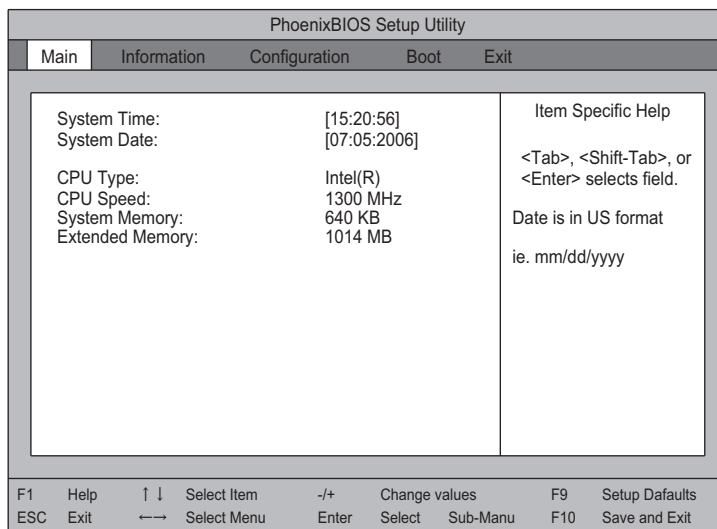 PhoenixBIOS Setup Utility
Main Information Configuration Boot Exit
System Time: [15:20:56]
System Date: [07:05:2006]
CPU Type: Intel(R)
CPU Speed: 1300 MHz
System Memory: 640 KB
Extended Memory: 1014 MB
Item Specific Help
<Tab>, <Shift-Tab>, or
<Enter> selects field.
Date is in US format
ie. mm/dd/yyyy
F1 Help ↑ ↓ Select Item -/+ Change values F9 Setup Dafaults
ESC Exit ←→ Select Menu Enter Select Sub-Manu F10 Save and Exit